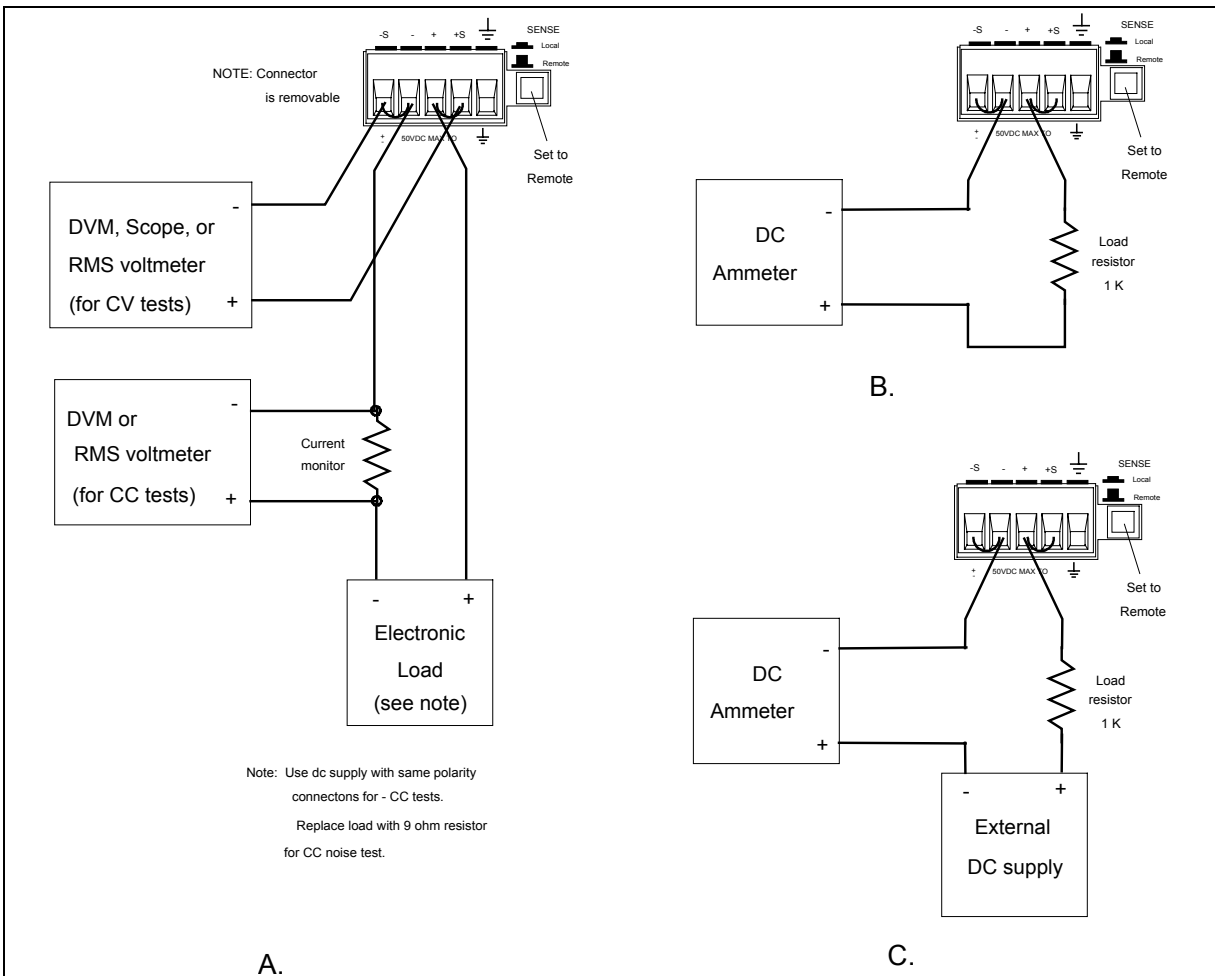 -S - + +S
SENSE
Local
Remote
NOTE: Connector
is removable
+
-
50VDC MAX TO
Set to
Remote
-
DVM, Scope, or
RMS voltmeter
(for CV tests)
+
-
DVM or
RMS voltmeter
(for CC tests)
+
Current
monitor
- +
Electronic
Load
(see note)
Note: Use dc supply with same polarity
connectons for - CC tests.
Replace load with 9 ohm resistor
for CC noise test.
A.
-S - + +S
SENSE
Local
Remote
+
-
50VDC MAX TO
Set to
Remote
-
DC
Ammeter
+
Load
resistor
1 K
B.
-S - + +S
SENSE
Local
Remote
+
-
50VDC MAX TO
Set to
Remote
-
DC
Ammeter
+
Load
resistor
1 K
- +
External
DC supply
C.